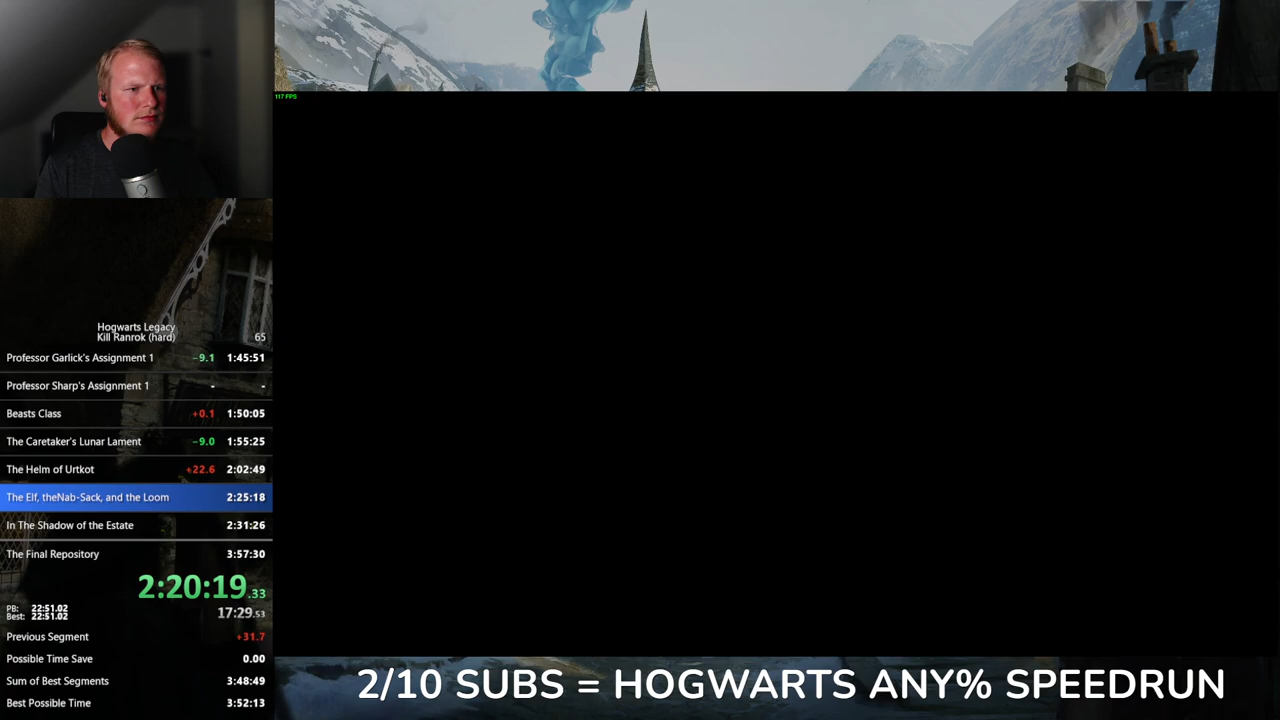 117 FPS
Hogwarts Legacy
Kill Ranrok (hard) 65
Professor Garlick's Assignment 1 -9.1 1:45:51
Professor Sharp's Assignment 1 - -
Beasts Class +0.1 1:50:05
The Caretaker's Lunar Lament -9.0 1:55:25
The Helm of Urtkot +22.6 2:02:49
The Elf, theNab-Sack, and the Loom 2:25:18
In The Shadow of the Estate 2:31:26
The Final Repository 3:57:30
2:20:19.33
PB: 22:51.02 17:29.53
Best: 22:51.02
Previous Segment +31.7
Possible Time Save 0.00
Sum of Best Segments 3:48:49
Best Possible Time 3:52:13
2/10 SUBS = HOGWARTS ANY% SPEEDRUN